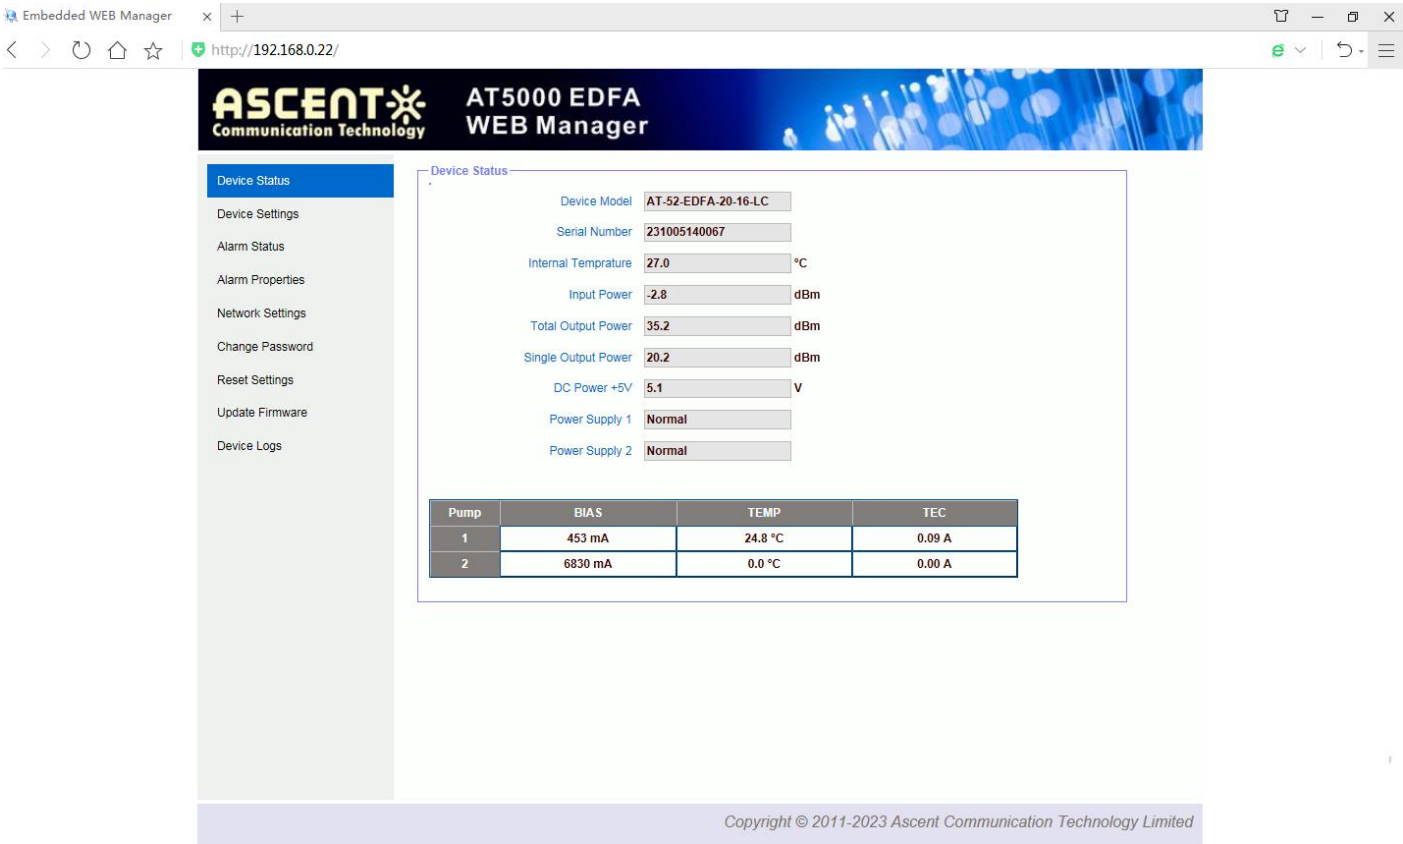 Embedded WEB Manager
http://192.168.0.22/
ASCENT
Communication Technology
AT5000 EDFA
WEB Manager
Device Status
Device Settings
Alarm Status
Alarm Properties
Network Settings
Change Password
Reset Settings
Update Firmware
Device Logs
Device Status
Device Model AT-52-EDFA-20-16-LC
Serial Number 231005140067
Internal Temprature 27.0 °C
Input Power -2.8 dBm
Total Output Power 35.2 dBm
Single Output Power 20.2 dBm
DC Power +5V 5.1 V
Power Supply 1 Normal
Power Supply 2 Normal
Pump BIAS TEMP TEC
1 453 mA 24.8 °C 0.09 A
2 6830 mA 0.0 °C 0.00 A
Copyright © 2011-2023 Ascent Communication Technology Limited